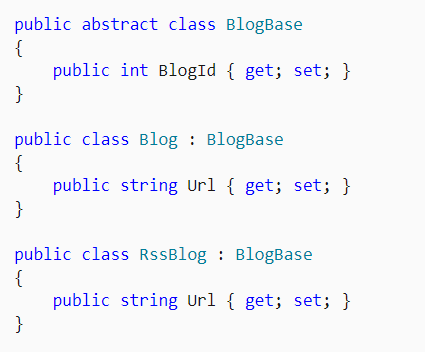 public abstract class BlogBase
{
    public int BlogId { get; set; }
}

public class Blog : BlogBase
{
    public string Url { get; set; }
}

public class RssBlog : BlogBase
{
    public string Url { get; set; }
}